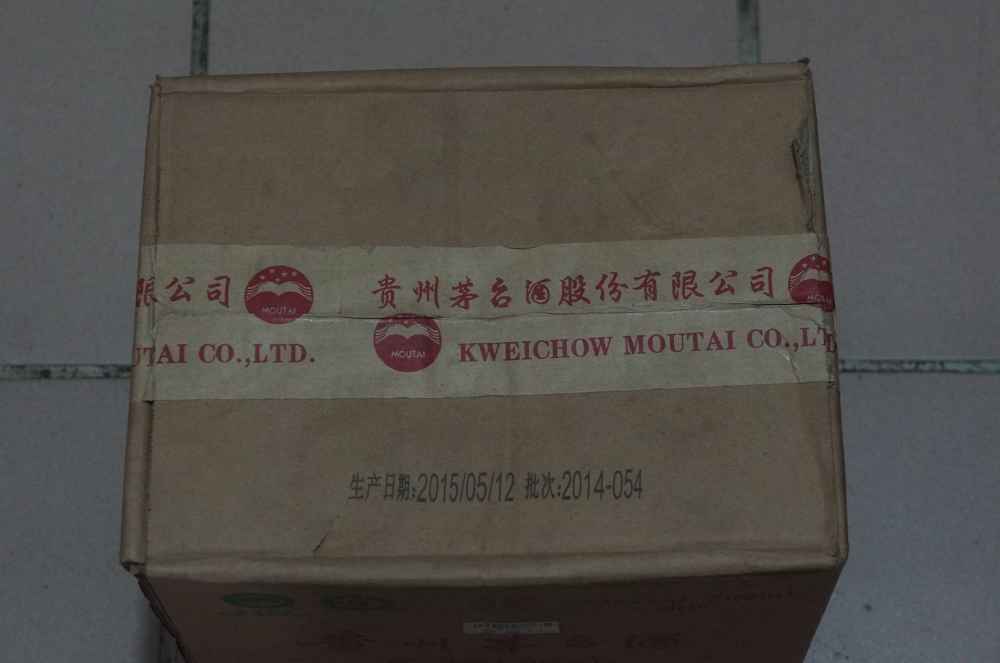 限公司 MOUTAI 贵州茅台酒股份有限公司 MOUTAI
TAI CO.,LTD. MOUTAI KWEICHOW MOUTAI CO.,LTD
生产日期:2015/05/12 批次:2014-054